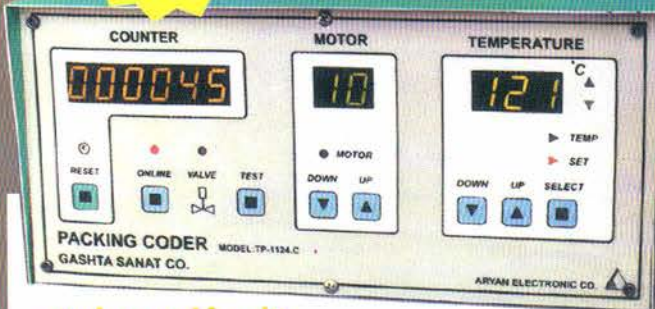 COUNTER
000045
RESET
ONLINE VALVE TEST
MOTOR
10
MOTOR
DOWN UP
TEMPERATURE
121 °C
TEMP
SET
DOWN UP SELECT
PACKING CODER MODEL:TP-1124.C
GASHTA SANAT CO.
ARYAN ELECTRONIC CO.